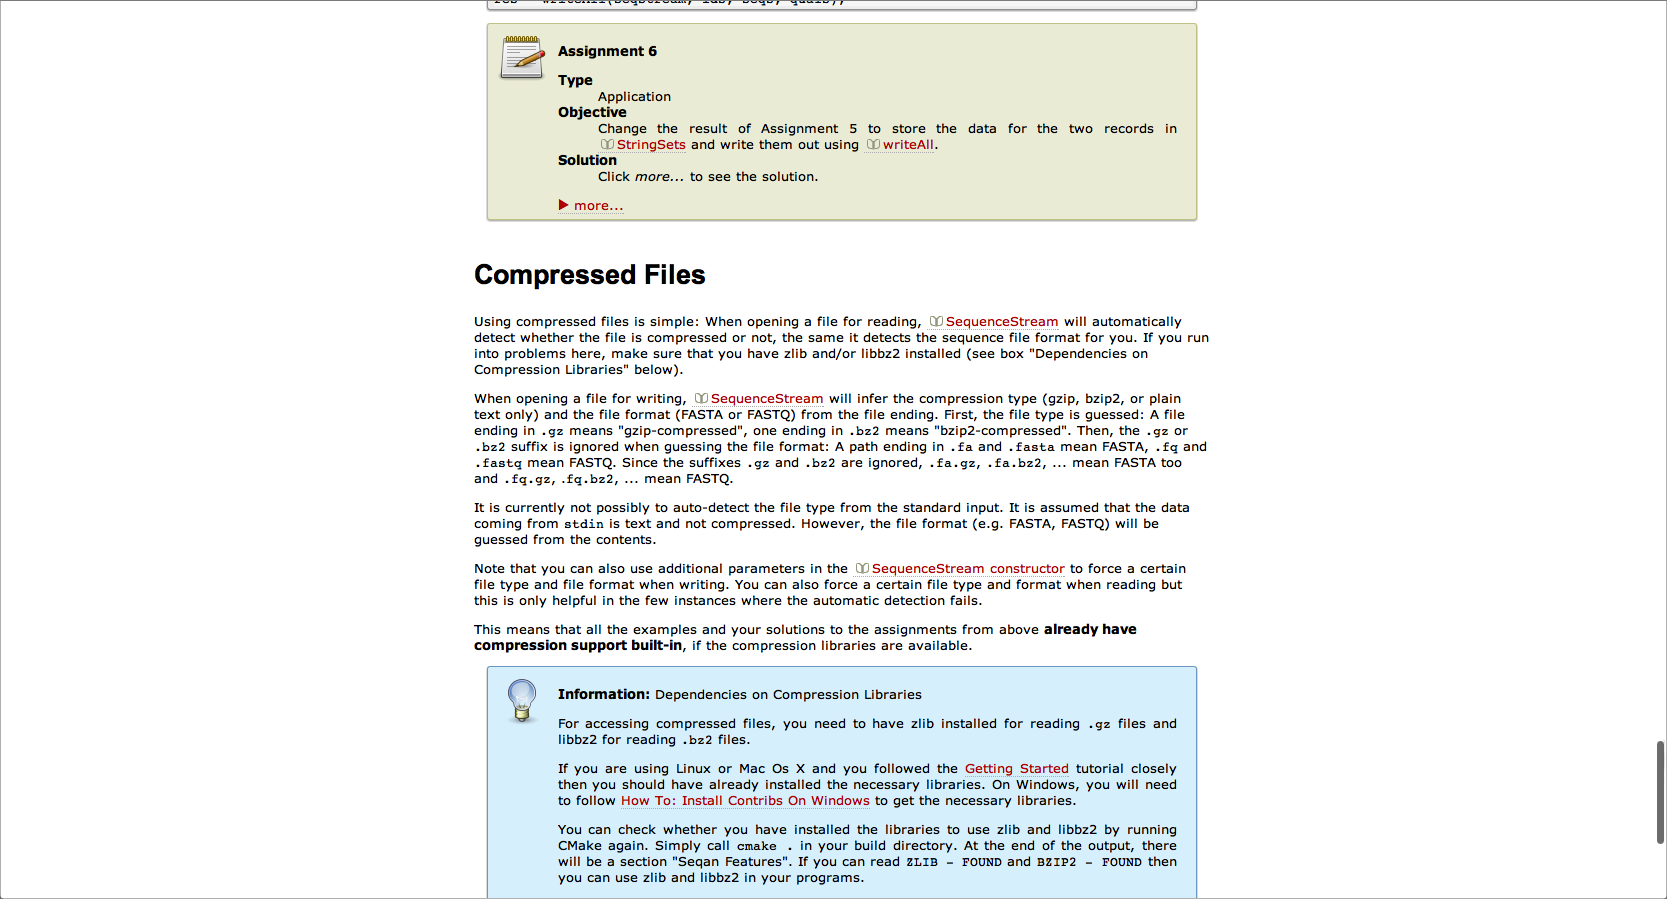 Assignment 6
Type
Application
Objective
Change the result of Assignment 5 to store the data for the two records in
StringSets and write them out using writeAll.
Solution
Click more... to see the solution.
more...
Compressed Files
Using compressed files is simple: When opening a file for reading, SequenceStream will automatically
detect whether the file is compressed or not, the same it detects the sequence file format for you. If you run
into problems here, make sure that you have zlib and/or libbz2 installed (see box "Dependencies on
Compression Libraries" below).
When opening a file for writing, SequenceStream will infer the compression type (gzip, bzip2, or plain
text only) and the file format (FASTA or FASTQ) from the file ending. First, the file type is guessed: A file
ending in .gz means "gzip-compressed", one ending in .bz2 means "bzip2-compressed". Then, the .gz or
.bz2 suffix is ignored when guessing the file format: A path ending in .fa and .fasta mean FASTA, .fq and
.fastq mean FASTQ. Since the suffixes .gz and .bz2 are ignored, .fa.gz, .fa.bz2, ... mean FASTA too
and .fq.gz, .fq.bz2, ... mean FASTQ.
It is currently not possibly to auto-detect the file type from the standard input. It is assumed that the data
coming from stdin is text and not compressed. However, the file format (e.g. FASTA, FASTQ) will be
guessed from the contents.
Note that you can also use additional parameters in the SequenceStream constructor to force a certain
file type and file format when writing. You can also force a certain file type and format when reading but
this is only helpful in the few instances where the automatic detection fails.
This means that all the examples and your solutions to the assignments from above already have
compression support built-in, if the compression libraries are available.
Information: Dependencies on Compression Libraries
For accessing compressed files, you need to have zlib installed for reading .gz files and
libbz2 for reading .bz2 files.
If you are using Linux or Mac Os X and you followed the Getting Started tutorial closely
then you should have already installed the necessary libraries. On Windows, you will need
to follow How To: Install Contribs On Windows to get the necessary libraries.
You can check whether you have installed the libraries to use zlib and libbz2 by running
CMake again. Simply call cmake . in your build directory. At the end of the output, there
will be a section "Seqan Features". If you can read ZLIB - FOUND and BZIP2 - FOUND then
you can use zlib and libbz2 in your programs.